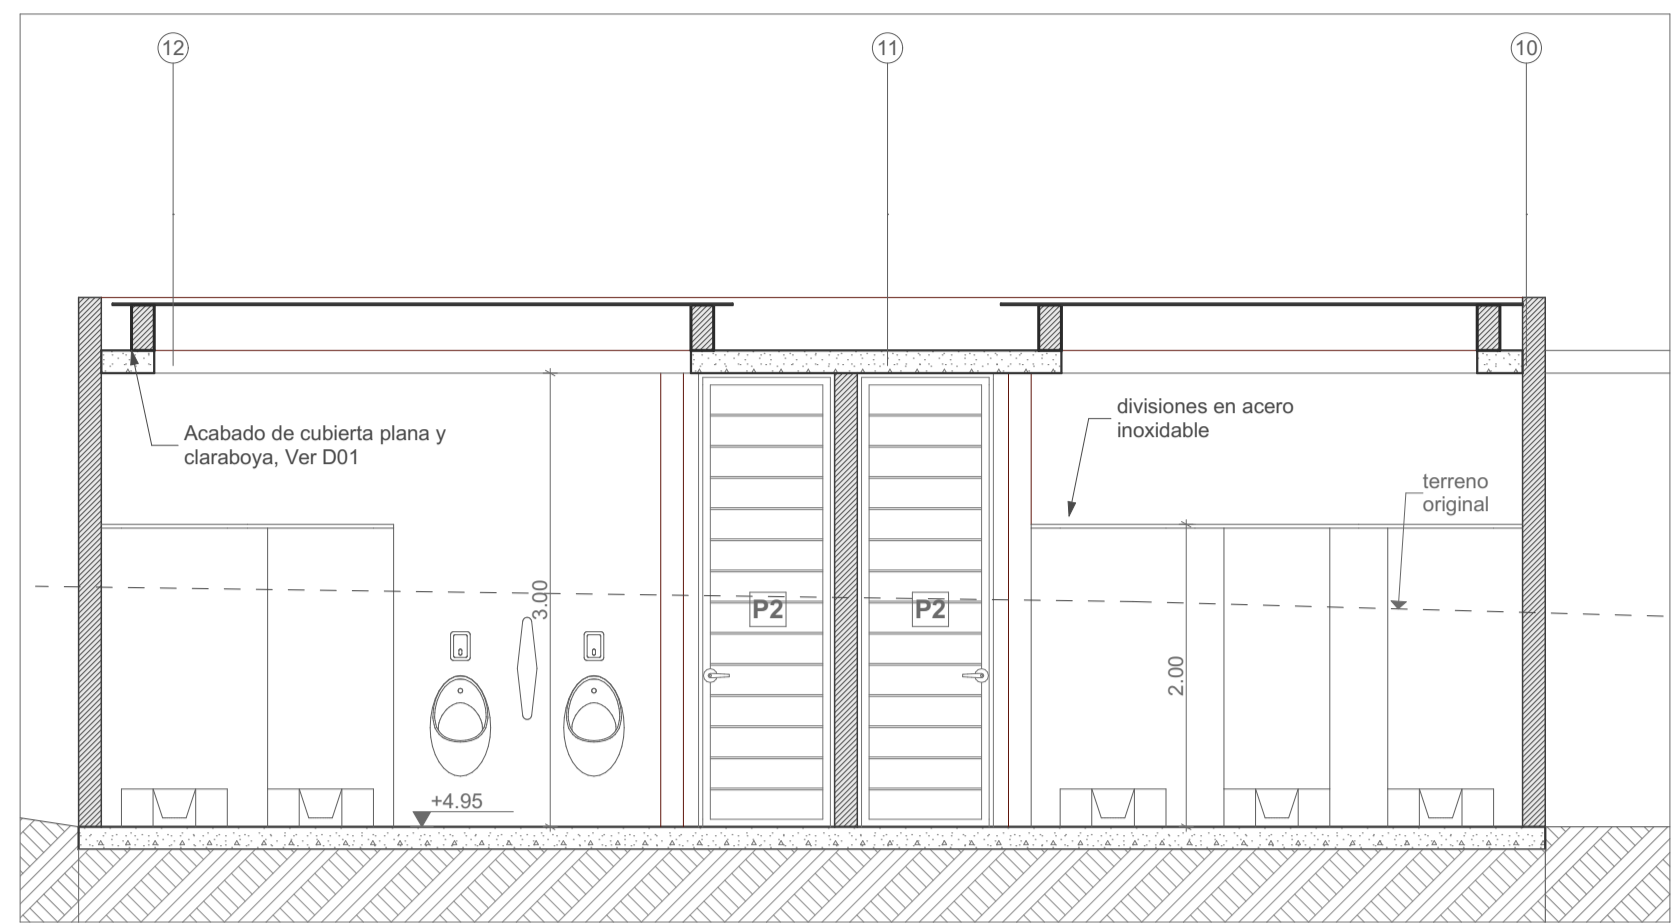 12
11
10
Acabado de cubierta plana y
claraboya, Ver D01
divisiones en acero
inoxidable
terreno
original
3.00
P2
P2
2.00
+4.95